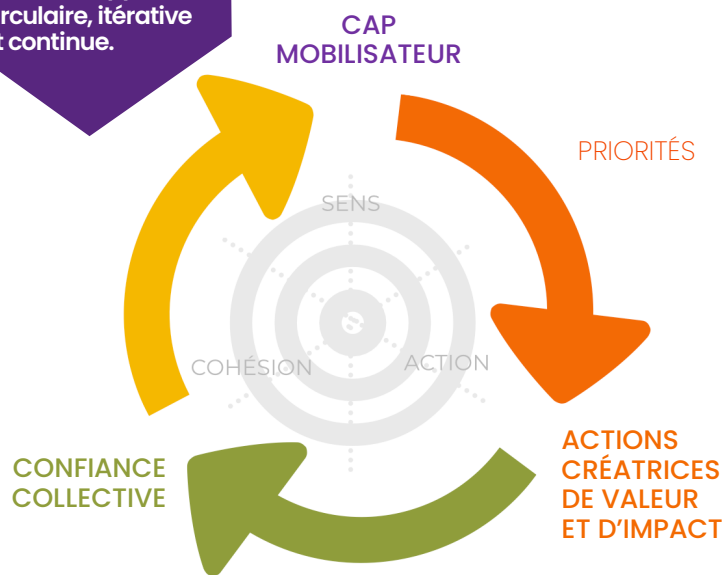 rculaire, itérative
t continue.
CAP
MOBILISATEUR
PRIORITÉS
SENS
COHÉSION
ACTION
CONFIANCE
COLLECTIVE
ACTIONS
CRÉATRICES
DE VALEUR
ET D'IMPACT